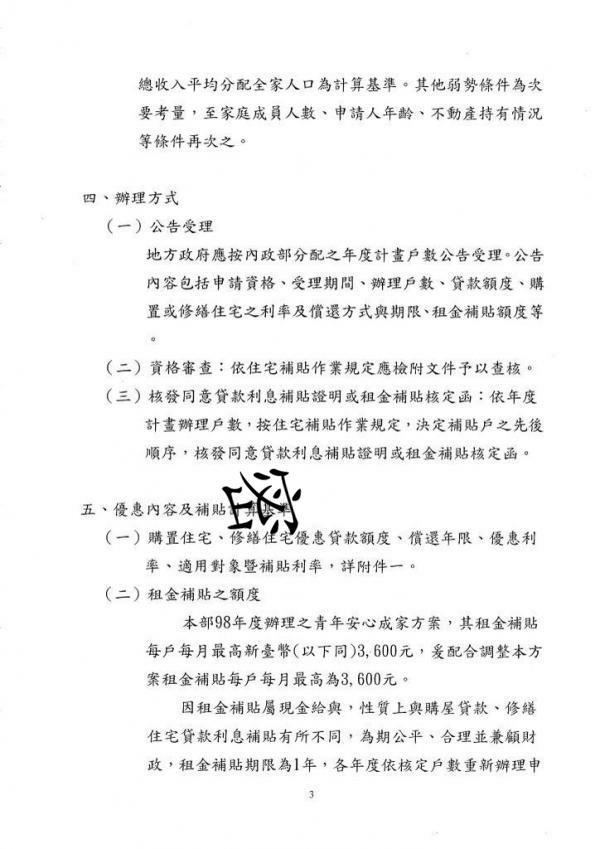 總收入平均分配全家人口為計算基準。其他弱勢條件為次
要考量，至家庭成員人數、申請人年齡、不動產持有情況
等條件再次之。
四、辦理方式
（一）公告受理
地方政府應按內政部分配之年度計畫戶數公告受理。公告
內容包括申請資格、受理期間、辦理戶數、貸款額度、購
置或修繕住宅之利率及償還方式與期限、租金補貼額度等
。
（二）資格審查：依住宅補貼作業規定應檢附文件予以查核。
（三）核發同意貸款利息補貼證明或租金補貼核定函：依年度
計畫辦理戶數，按住宅補貼作業規定，決定補貼戶之先後
順序，核發同意貸款利息補貼證明或租金補貼核定函。
密
五、優惠內容及補貼計算基準
（一）購置住宅、修繕住宅優惠貸款額度、償還年限、優惠利
率、適用對象暨補貼利率，詳附件一。
（二）租金補貼之額度
本部98年度辦理之青年安心成家方案，其租金補貼
每戶每月最高新臺幣(以下同)3,600元，爰配合調整本方
案租金補貼每戶每月最高為3,600元。
因租金補貼屬現金給與，性質上與購屋貸款、修繕
住宅貸款利息補貼有所不同，為期公平、合理並兼顧財
政，租金補貼期限為1年，各年度依核定戶數重新辦理申
3